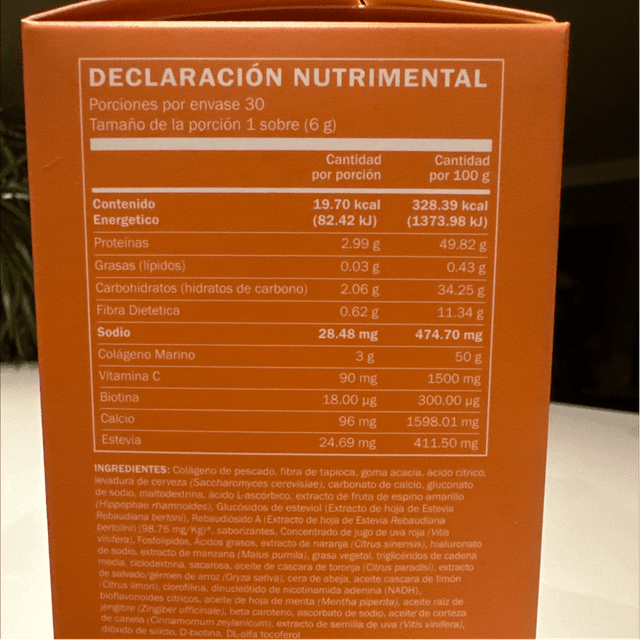 DECLARACIÓN NUTRIMENTAL
Porciones por envase 30
Tamaño de la porción 1 sobre (6 g)
Cantidad por porción Cantidad por 100 g
Contenido Energetico 19.70 kcal (82.42 kJ) 328.39 kcal (1373.98 kJ)
Proteínas 2.99 g 49.82 g
Grasas (lípidos) 0.03 g 0.43 g
Carbohidratos (hidratos de carbono) 2.06 g 34.25 g
Fibra Dietetica 0.62 g 11.34 g
Sodio 28.48 mg 474.70 mg
Colágeno Marino 3 g 50 g
Vitamina C 90 mg 1500 mg
Biotina 18.00 µg 300.00 µg
Calcio 96 mg 1598.01 mg
Estevia 24.69 mg 411.50 mg
INGREDIENTES: Colágeno de pescado, fibra de tapioca, goma acacia, ácido cítrico,
levadura de cerveza (Saccharomyces cerevisiae), carbonato de calcio, gluconato
de sodio, maltodextrina, ácido L-ascórbico, extracto de fruta de espino amarillo
(Hippophae rhamnoides), Glucósidos de esteviol (Extracto de hoja de Estevia
Rebaudiana bertoni), Rebaudiósido A (Extracto de hoja de Estevia Rebaudiana
bertolini (98.76 mg/Kg)*, saborizantes, Concentrado de jugo de uva roja (Vitis
vinifera), Fosfolípidos, Ácidos grasos, extracto de naranja (Citrus sinensis), hialuronato
de sodio, extracto de manzana (Malus pumila), grasa vegetal, triglicéridos de cadena
media, ciclodextrina, sacarosa, aceite de cáscara de toronja (Citrus paradisi), extracto
de salvado/gérmen de arroz (Oryza sativa), cera de abeja, aceite cascara de limón
(Citrus limon), clorofilina, dinucleótido de nicotinamida adenina (NADH),
bioflavonoides cítricos, aceite de hoja de menta (Mentha piperita), aceite raíz de
jengibre (Zingiber officinale), beta caroteno, ascorbato de sodio, aceite de corteza
de canela (Cinnamomum zeylanicum), extracto de semilla de uva (Vitis vinifera),
dióxido de silicio, D-biotina, DL-alfa tocoferol